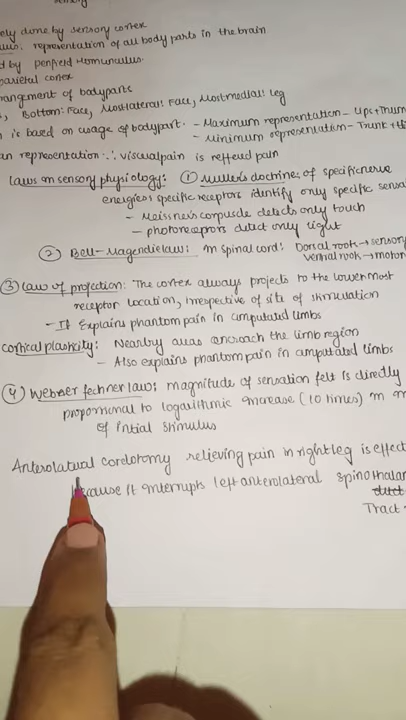 ely done by sensory cortex
representation of all body parts in the brain
d by penfield Homunculus.
parietal cortex
rangement of bodyparts
, Bottom: Face, Mostlateral: Face, Mostmedial: Leg
is based on usage of bodypart. - Maximum representation - Lips + Thum
- Minimum representation - Trunk +
an representation ∴ visceral pain is reffered pain
Laws on sensory physiology: ① Muller's doctrine of specific nerve
energies: specific receptors identify only specific sensa
- Meissner's corpuscle detects only touch
- photoreceptors detect only light
② Bell-Magendie law: In spinal cord: Dorsal root → sensory
ventral root → motor
③ Law of projection: The cortex always projects to the lowermost
receptor location, irrespective of site of stimulation
- It explains phantom pain in amputated limbs
cortical plasticity: Nearby areas encroach the limb region
- Also explains phantom pain in amputated limbs
④ Webner fechner law: magnitude of sensation felt is directly
proportional to logarithmic increase (10 times) in
of initial stimulus
Anterolateral cordotomy relieving pain in right leg is effect
because it interrupts left anterolateral spinothalam
Tract.